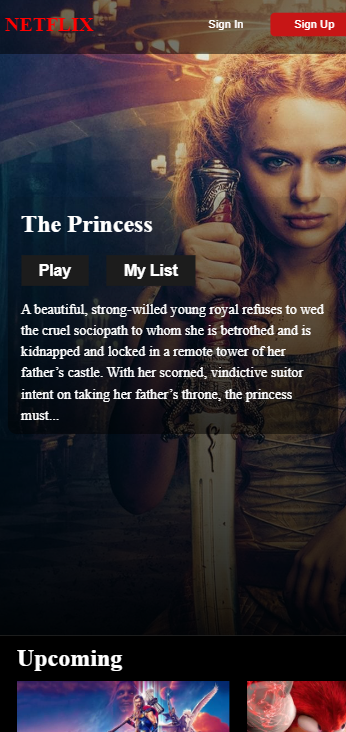 NETFLIX
Sign In
Sign Up
The Princess
Play
My List
A beautiful, strong-willed young royal refuses to wed
the cruel sociopath to whom she is betrothed and is
kidnapped and locked in a remote tower of her
father’s castle. With her scorned, vindictive suitor
intent on taking her father’s throne, the princess
must...
Upcoming